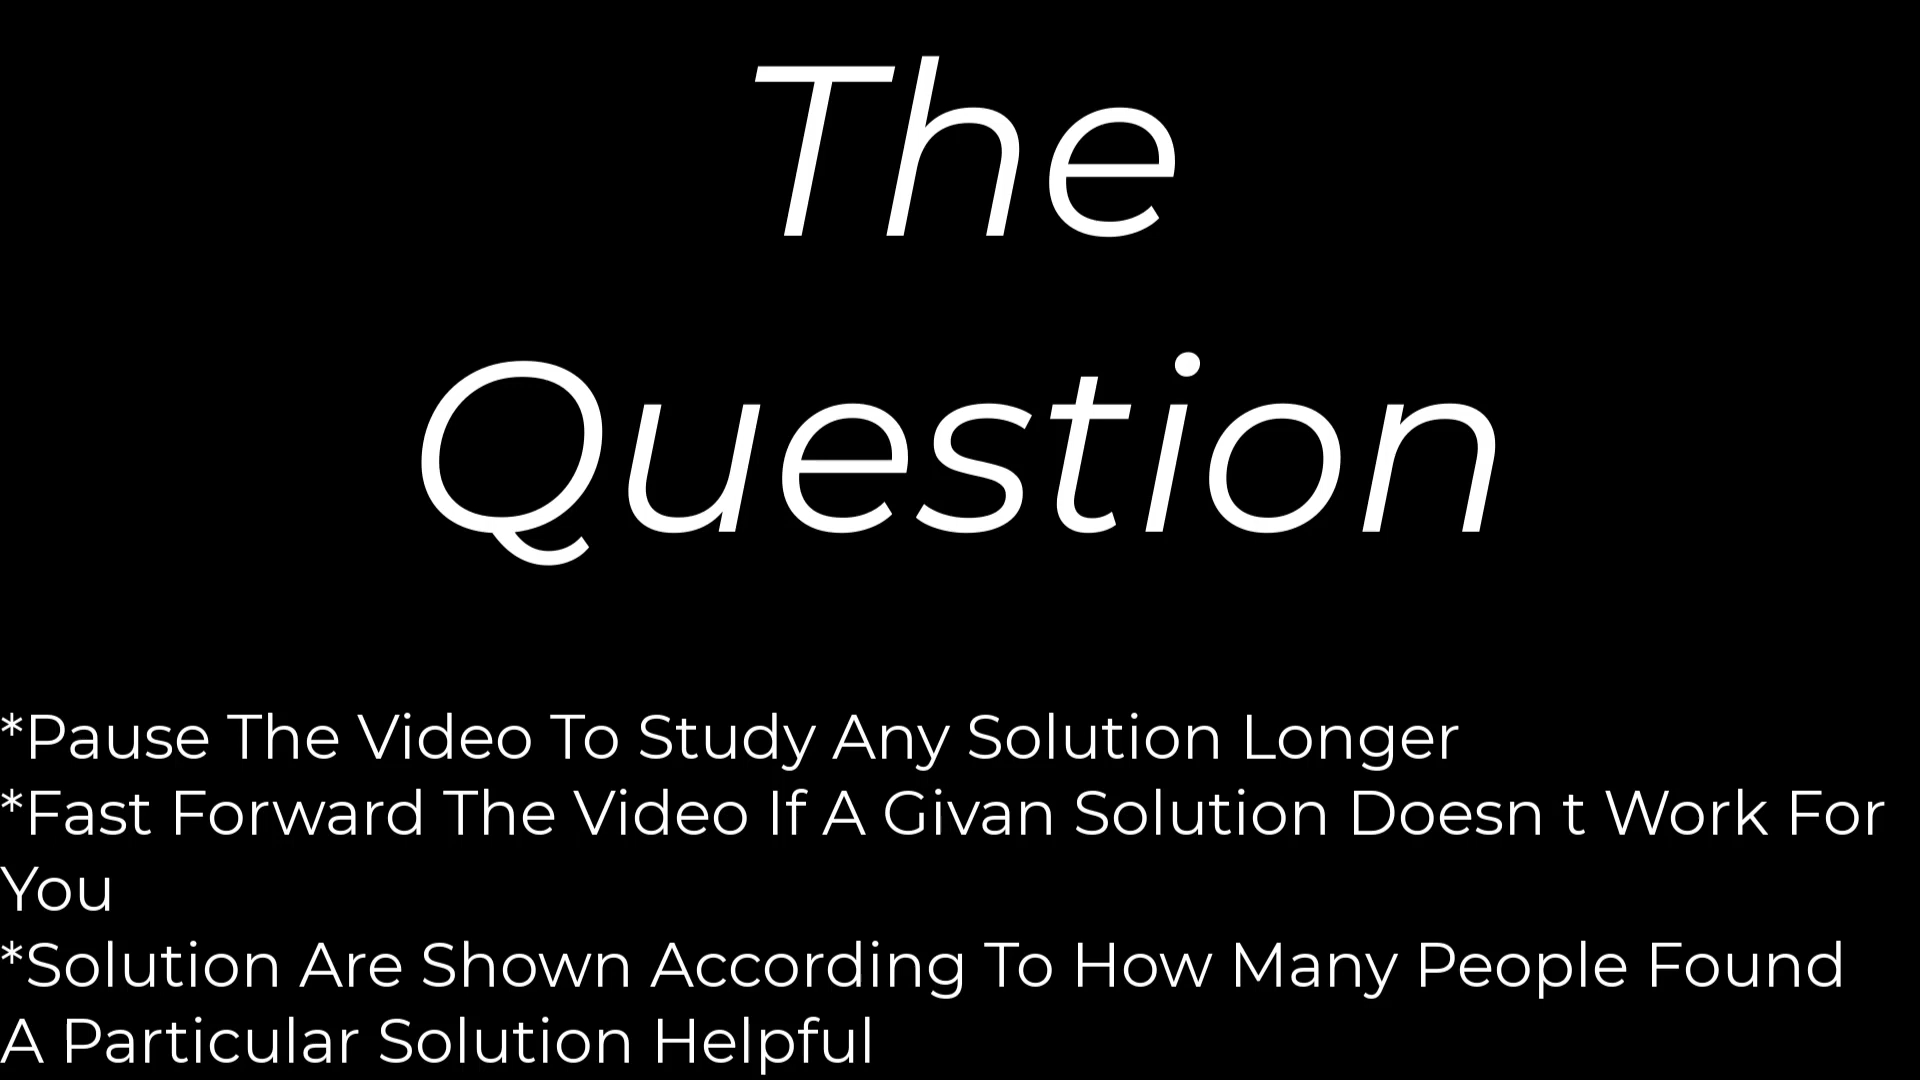 The
Question
*Pause The Video To Study Any Solution Longer
*Fast Forward The Video If A Givan Solution Doesn t Work For
You
*Solution Are Shown According To How Many People Found
A Particular Solution Helpful